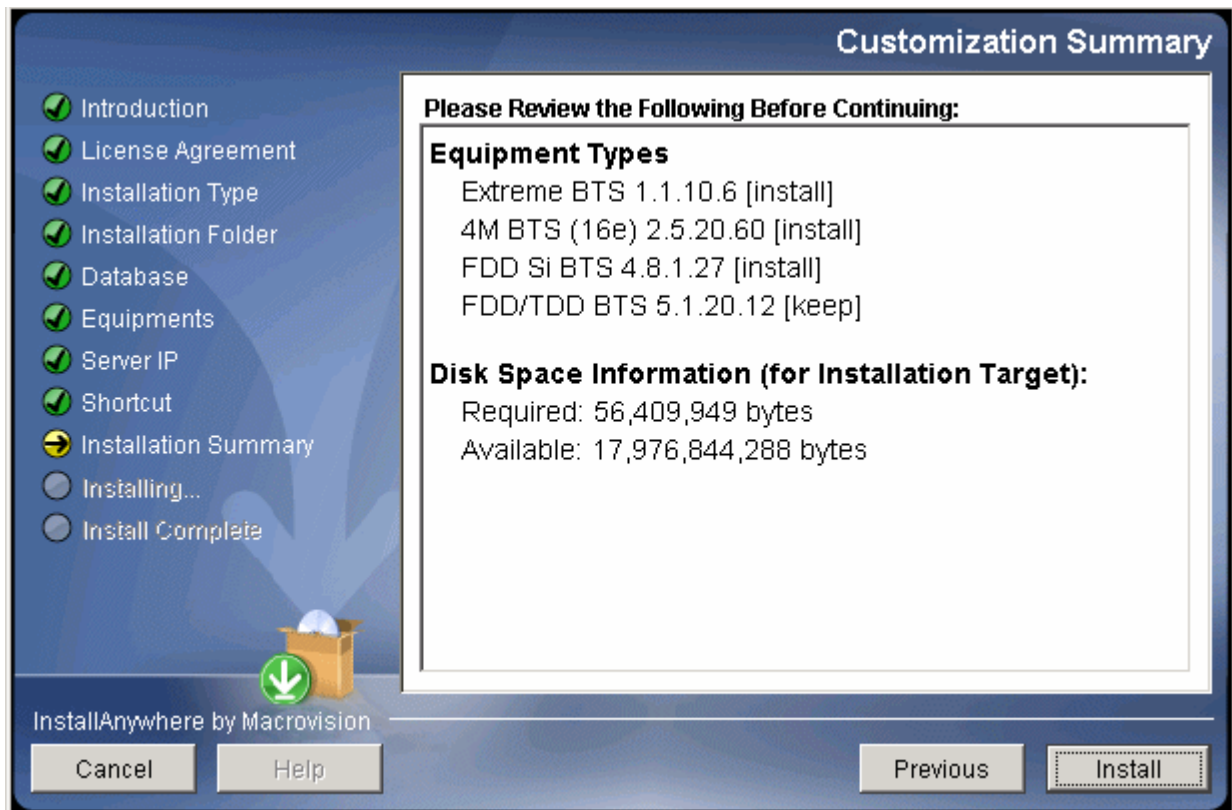 Customization Summary
Introduction
License Agreement
Installation Type
Installation Folder
Database
Equipments
Server IP
Shortcut
Installation Summary
Installing...
Install Complete
Please Review the Following Before Continuing:
Equipment Types
Extreme BTS 1.1.10.6 [install]
4M BTS (16e) 2.5.20.60 [install]
FDD Si BTS 4.8.1.27 [install]
FDD/TDD BTS 5.1.20.12 [keep]
Disk Space Information (for Installation Target):
Required: 56,409,949 bytes
Available: 17,976,844,288 bytes
InstallAnywhere by Macrovision
Cancel
Help
Previous
Install